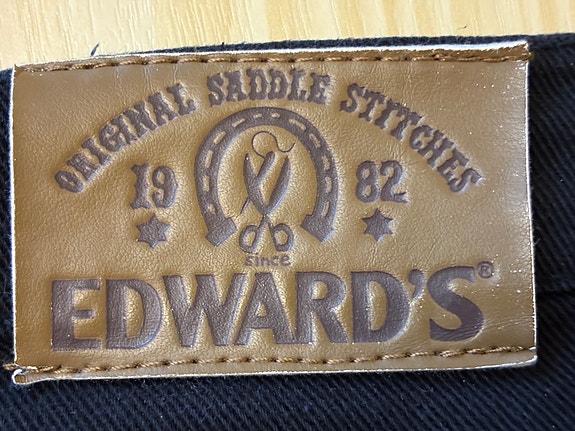 ORIGINAL SADDLE STITCHES
19 82
since
EDWARD'S®